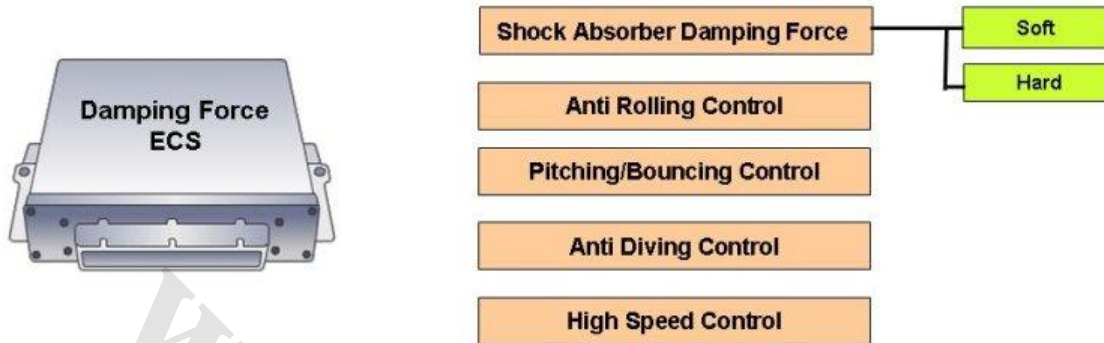 Damping Force
ECS
Shock Absorber Damping Force
Soft
Hard
Anti Rolling Control
Pitching/Bouncing Control
Anti Diving Control
High Speed Control